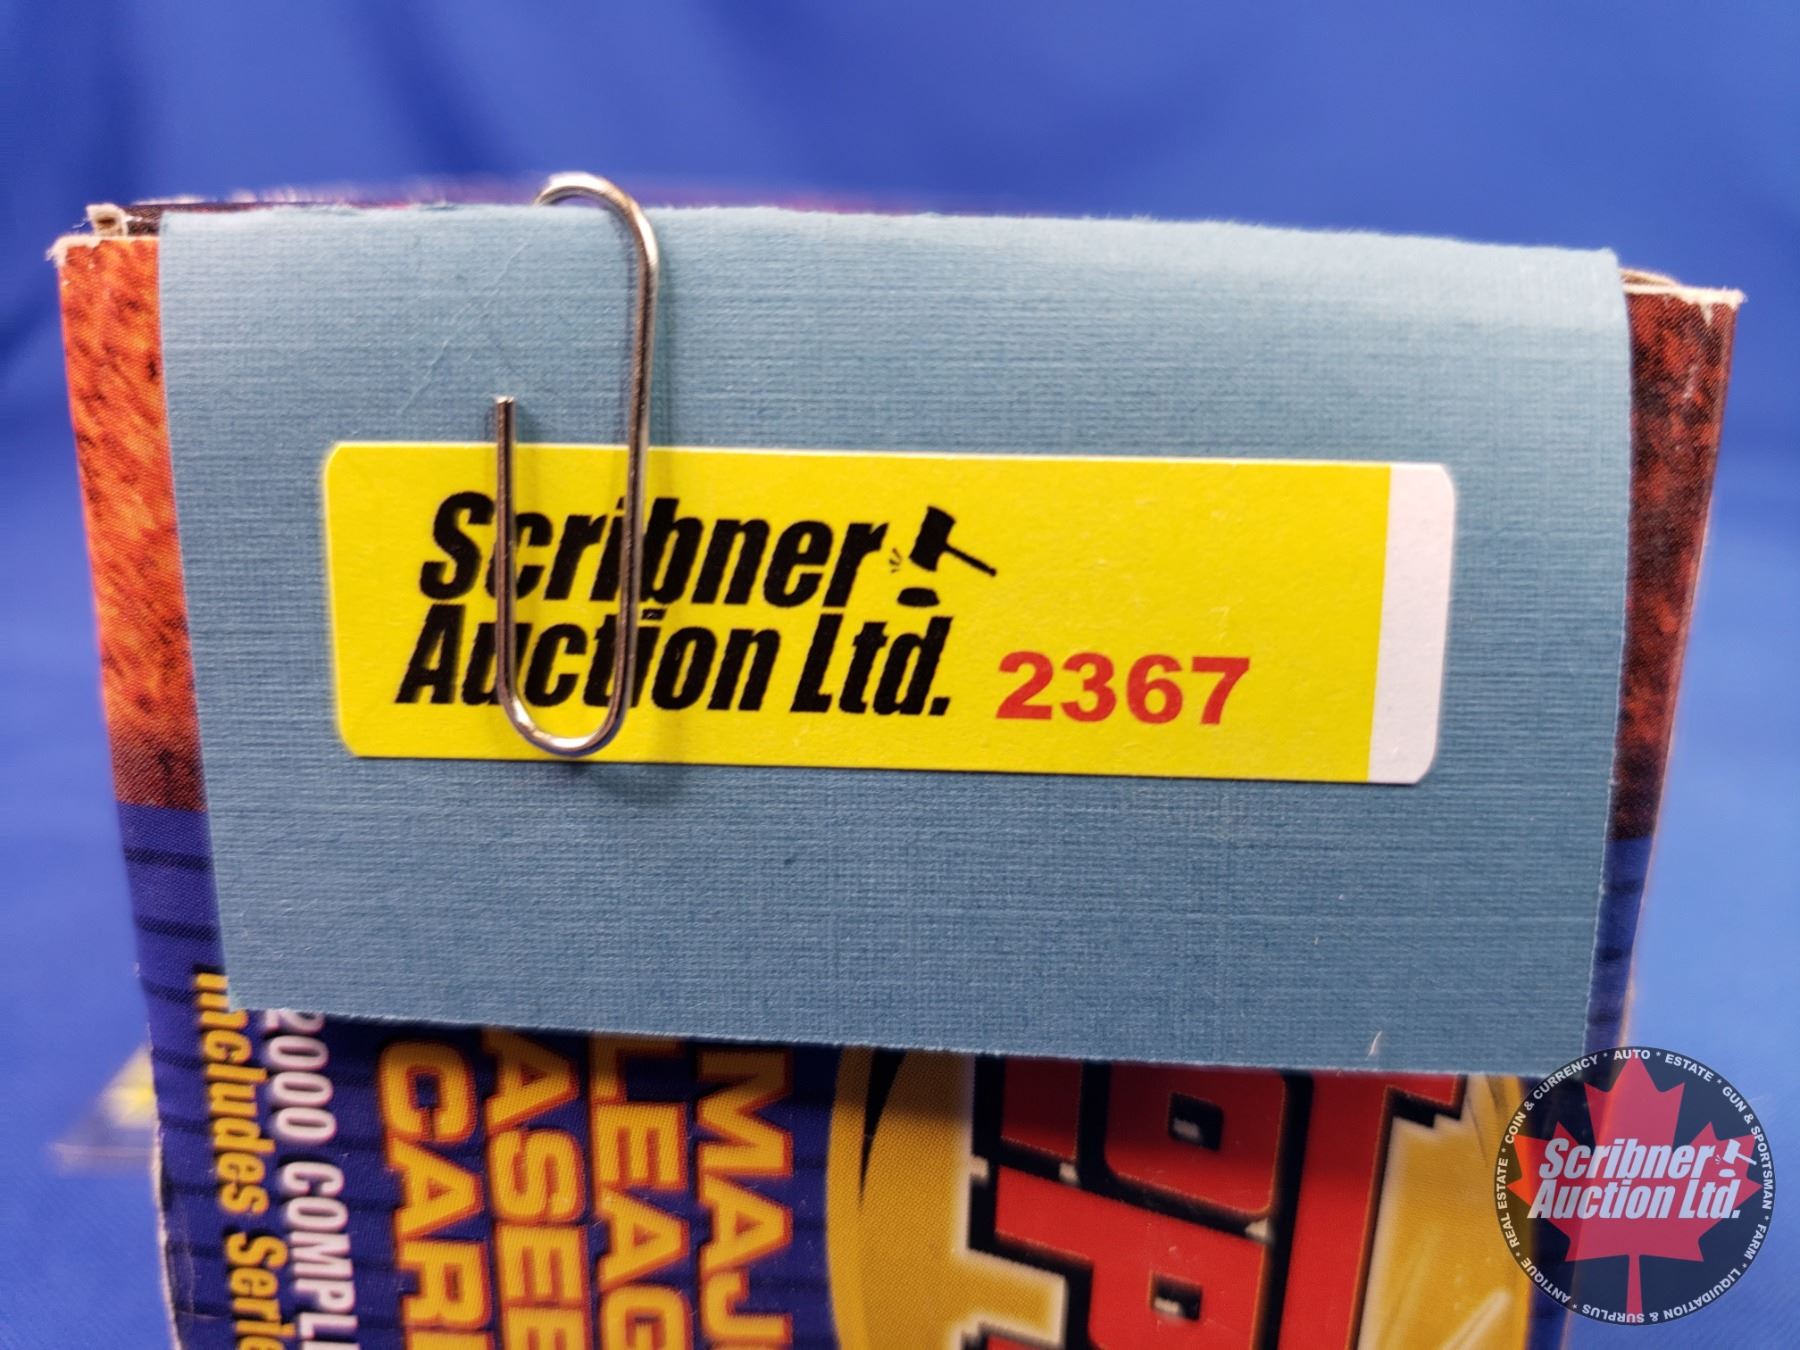 Scribner
Auction Ltd.
2367
MAJ
LEAG
ASEB
CAR
2000 COMPL
Includes Serie
COIN & CURRENCY * AUTO * ESTATE * GUN & SPORTSMAN * FARM * LIQUIDATION & SURPLUS * ANTIQUE * REAL ESTATE *
Scribner
Auction Ltd.